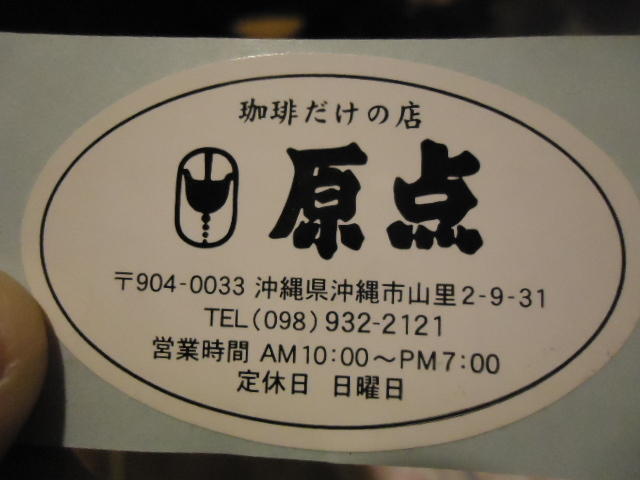 珈琲だけの店
原点
〒904-0033 沖縄県沖縄市山里2-9-31
TEL(098)932-2121
営業時間 AM10:00〜PM7:00
定休日 日曜日